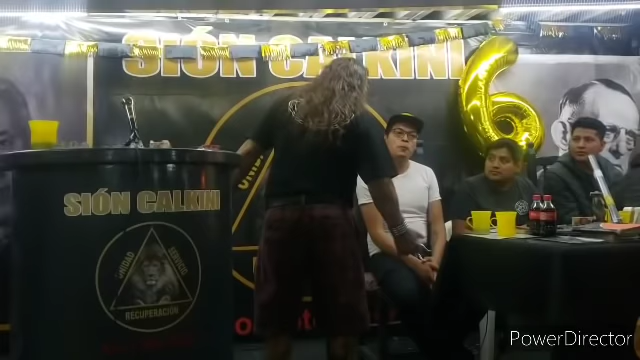 SIÓN CALKINI
6
SIÓN CALKINI
UNIDAD
SERVICIO
RECUPERACIÓN
PowerDirector